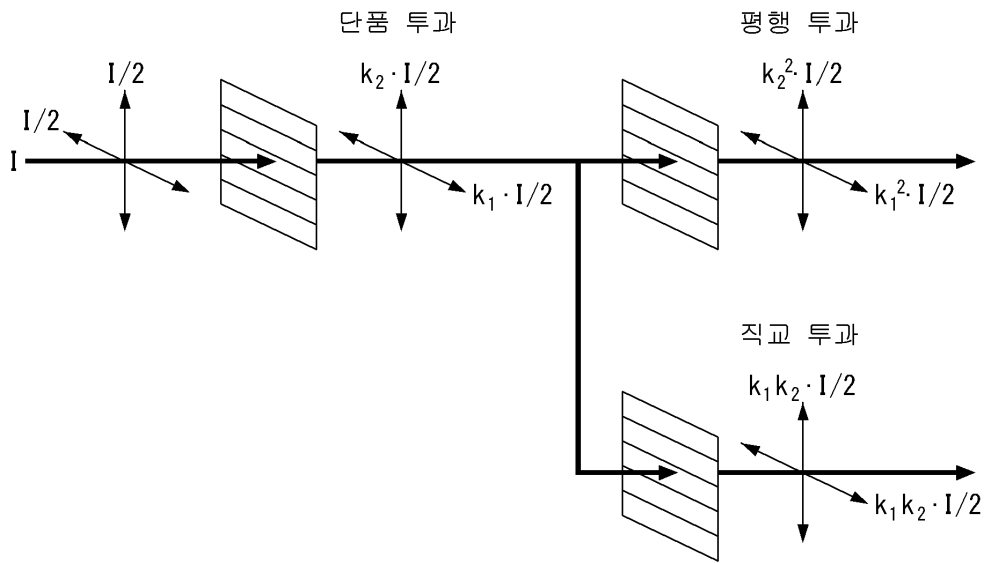 단품 투과
평행 투과
I/2
k₂·I/2
k₂²·I/2
I/2
I
k₁·I/2
k₁²·I/2
직교 투과
k₁k₂·I/2
k₁k₂·I/2